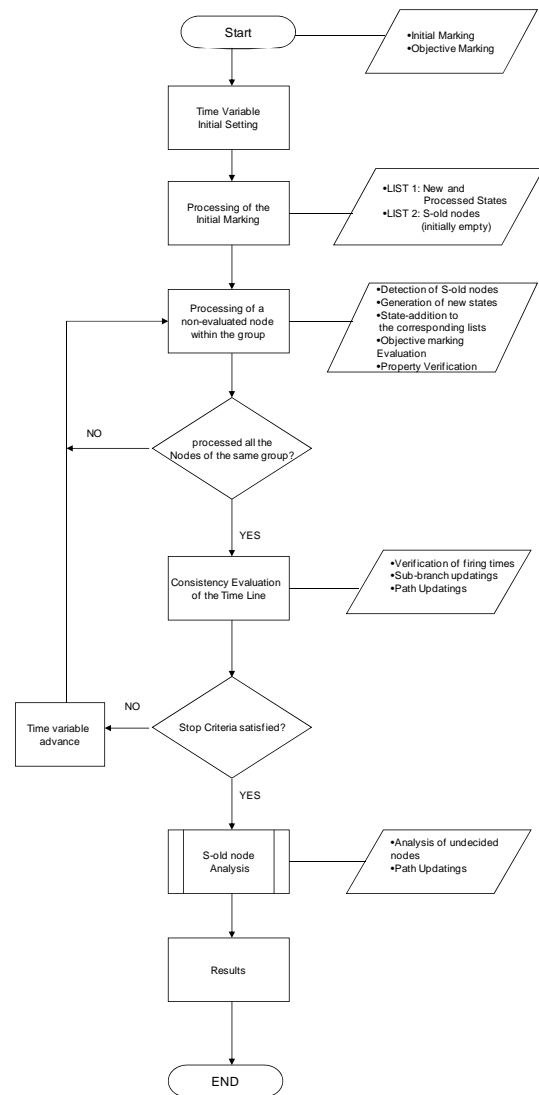 Start
•Initial Marking
•Objective Marking
Time Variable
Initial Setting
Processing of the
Initial Marking
•LIST 1: New and
Processed States
•LIST 2: S-old nodes
(initially empty)
Processing of a
non-evaluated node
within the group
•Detection of S-old nodes
•Generation of new states
•State-addition to
the corresponding lists
•Objective marking
Evaluation
•Property Verification
NO
processed all the
Nodes of the same group?
YES
Consistency Evaluation
of the Time Line
•Verification of firing times
•Sub-branch updatings
•Path Updatings
NO
Time variable
advance
Stop Criteria satisfied?
YES
S-old node
Analysis
•Analysis of undecided
nodes
•Path Updatings
Results
END